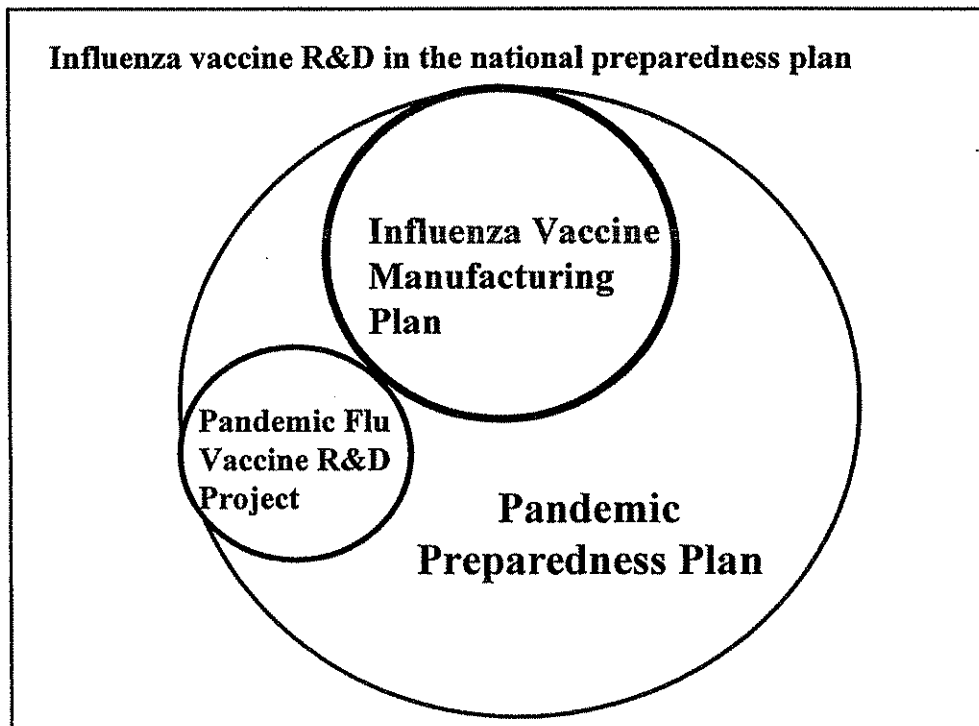 Influenza vaccine R&D in the national preparedness plan
Influenza Vaccine
Manufacturing
Plan
Pandemic Flu
Vaccine R&D
Project
Pandemic
Preparedness Plan